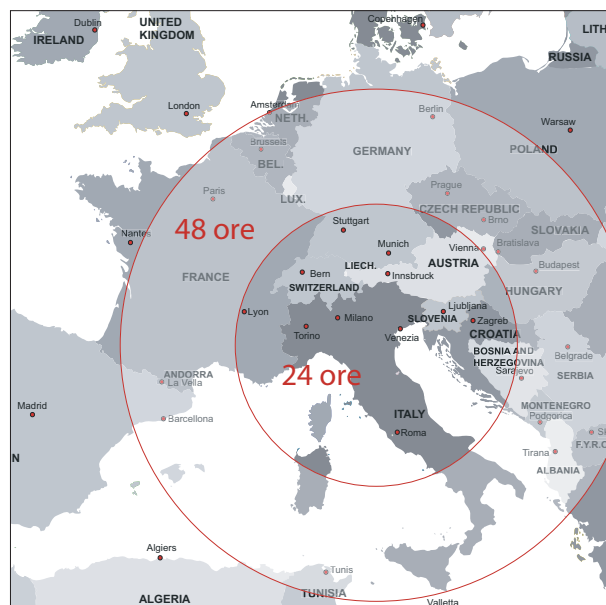 Dublin
IRELAND
UNITED
KINGDOM
Copenhagen
LITH
RUSSIA
London
Amsterdam
NETH.
Berlin
Warsaw
POLAND
Brussels
BEL.
GERMANY
LUX.
Paris
Prague
CZECH REPUBLIC
Brno
SLOVAKIA
Nantes
48 ore
Stuttgart
Munich
Vienna
Bratislava
AUSTRIA
Budapest
HUNGARY
FRANCE
Bern
LIECH.
Innsbruck
SWITZERLAND
Lyon
Milano
Torino
Venezia
SLOVENIA
Ljubljana
Zagreb
CROATIA
BOSNIA AND
HERZEGOVINA
Sarajevo
Belgrade
SERBIA
24 ore
ANDORRA
La Vella
Barcellona
Madrid
N
ITALY
Roma
MONTENEGRO
Podgorica
Tirana
ALBANIA
F.Y.R.O
Algiers
ALGERIA
Tunis
TUNISIA
Valletta